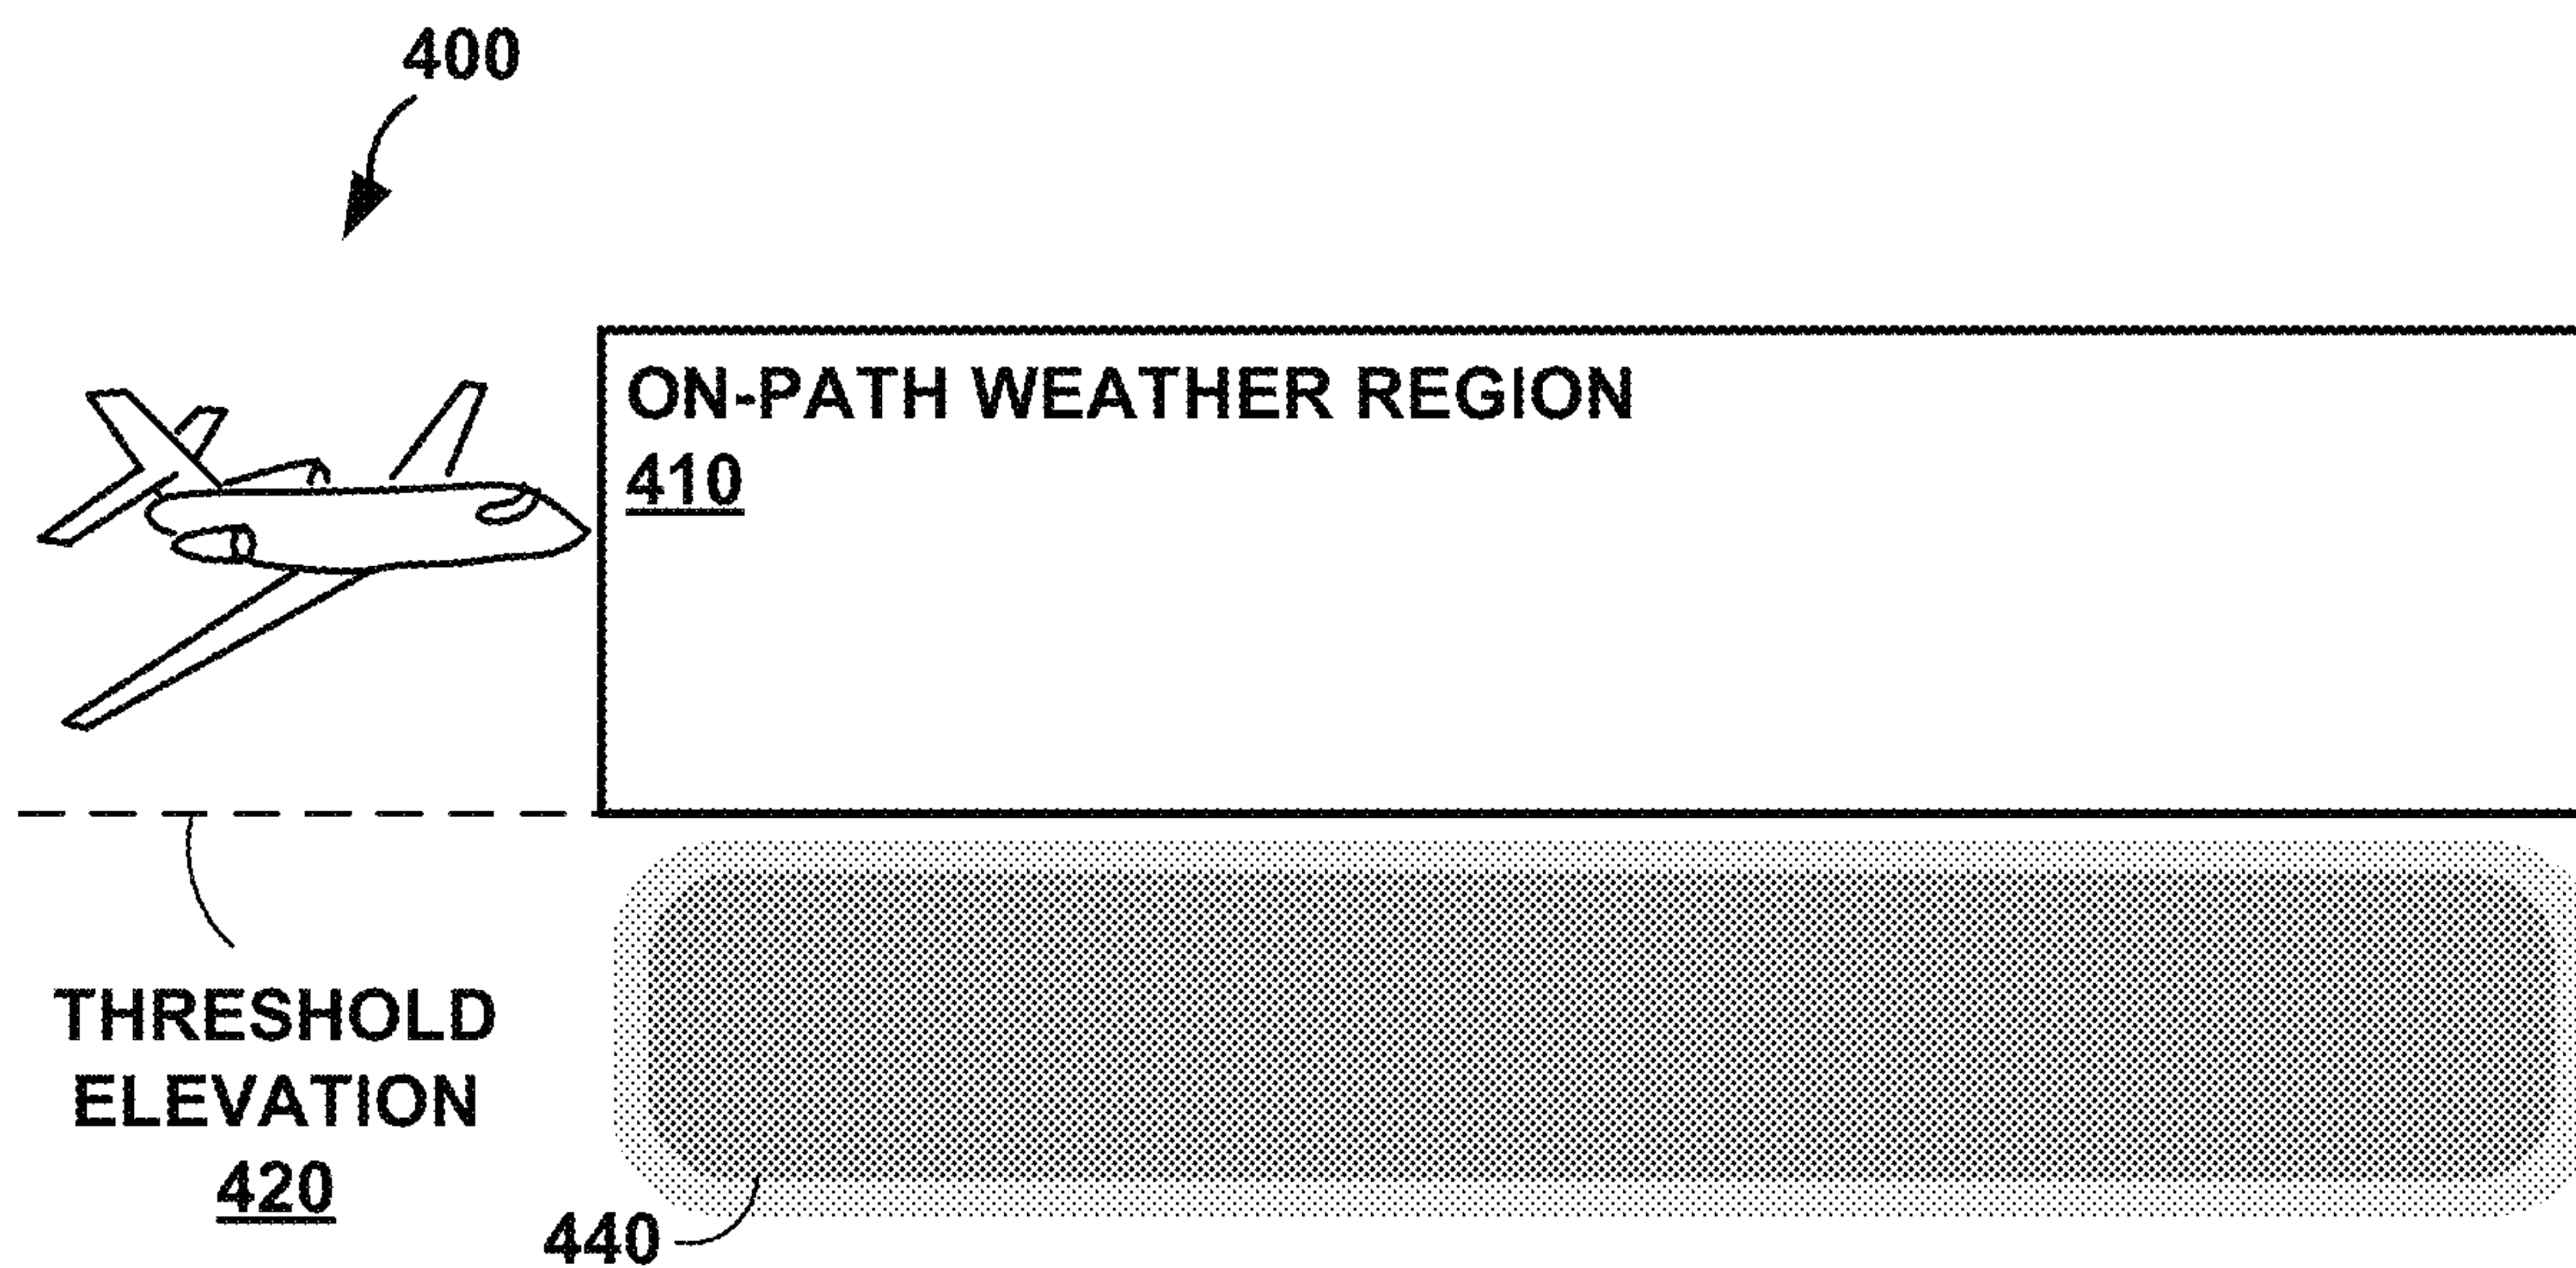 400
ON-PATH WEATHER REGION
410
THRESHOLD
ELEVATION
420
440